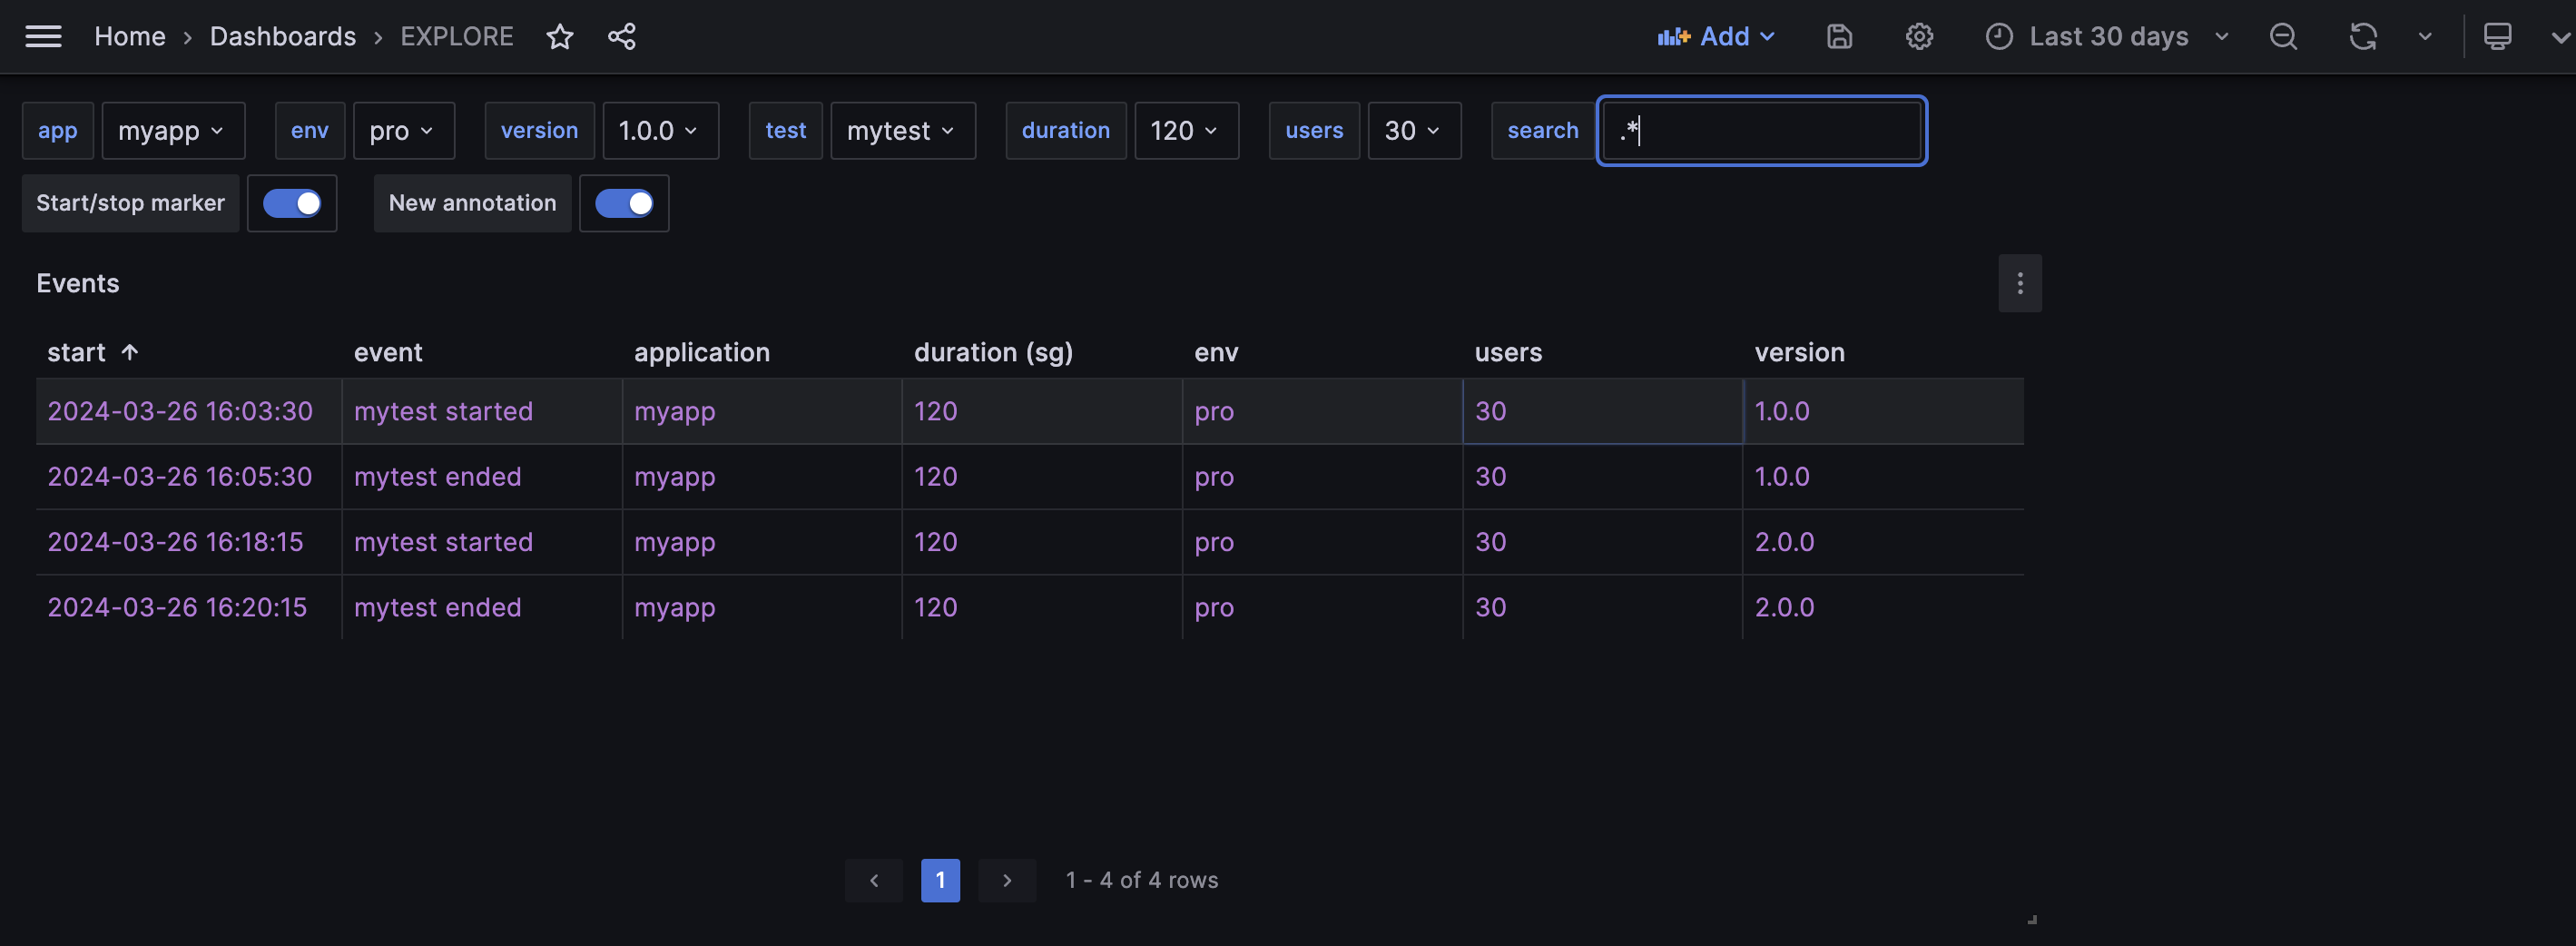 Home › Dashboards › EXPLORE Add Last 30 days
app myapp env pro version 1.0.0 test mytest duration 120 users 30 search .*
Start/stop marker New annotation
Events
start ↑ event application duration (sg) env users version
2024-03-26 16:03:30 mytest started myapp 120 pro 30 1.0.0
2024-03-26 16:05:30 mytest ended myapp 120 pro 30 1.0.0
2024-03-26 16:18:15 mytest started myapp 120 pro 30 2.0.0
2024-03-26 16:20:15 mytest ended myapp 120 pro 30 2.0.0
‹ 1 › 1 - 4 of 4 rows